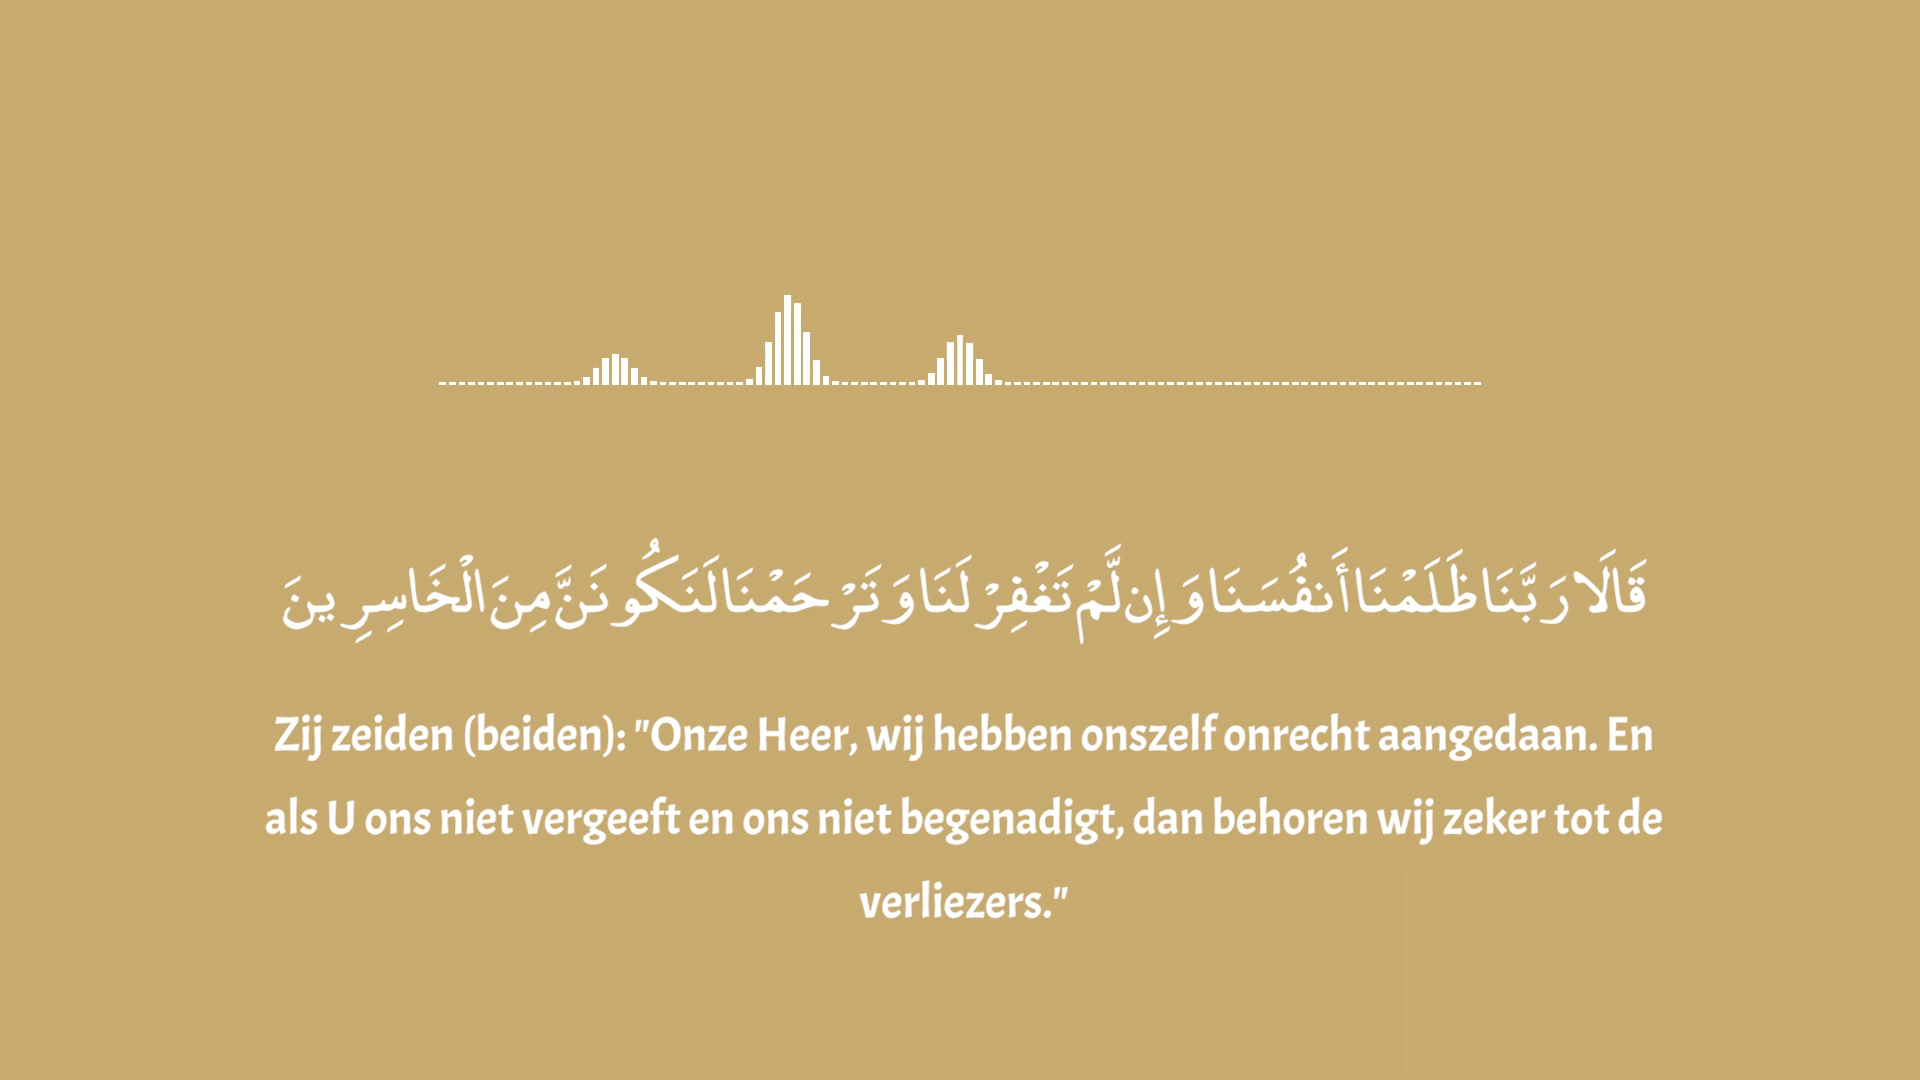 قَالَا رَبَّنَا ظَلَمْنَا أَنفُسَنَا وَإِن لَّمْ تَغْفِرْ لَنَا وَتَرْحَمْنَا لَنَكُونَنَّ مِنَ الْخَاسِرِينَ
Zij zeiden (beiden): "Onze Heer, wij hebben onszelf onrecht aangedaan. En
als U ons niet vergeeft en ons niet begenadigt, dan behoren wij zeker tot de
verliezers."